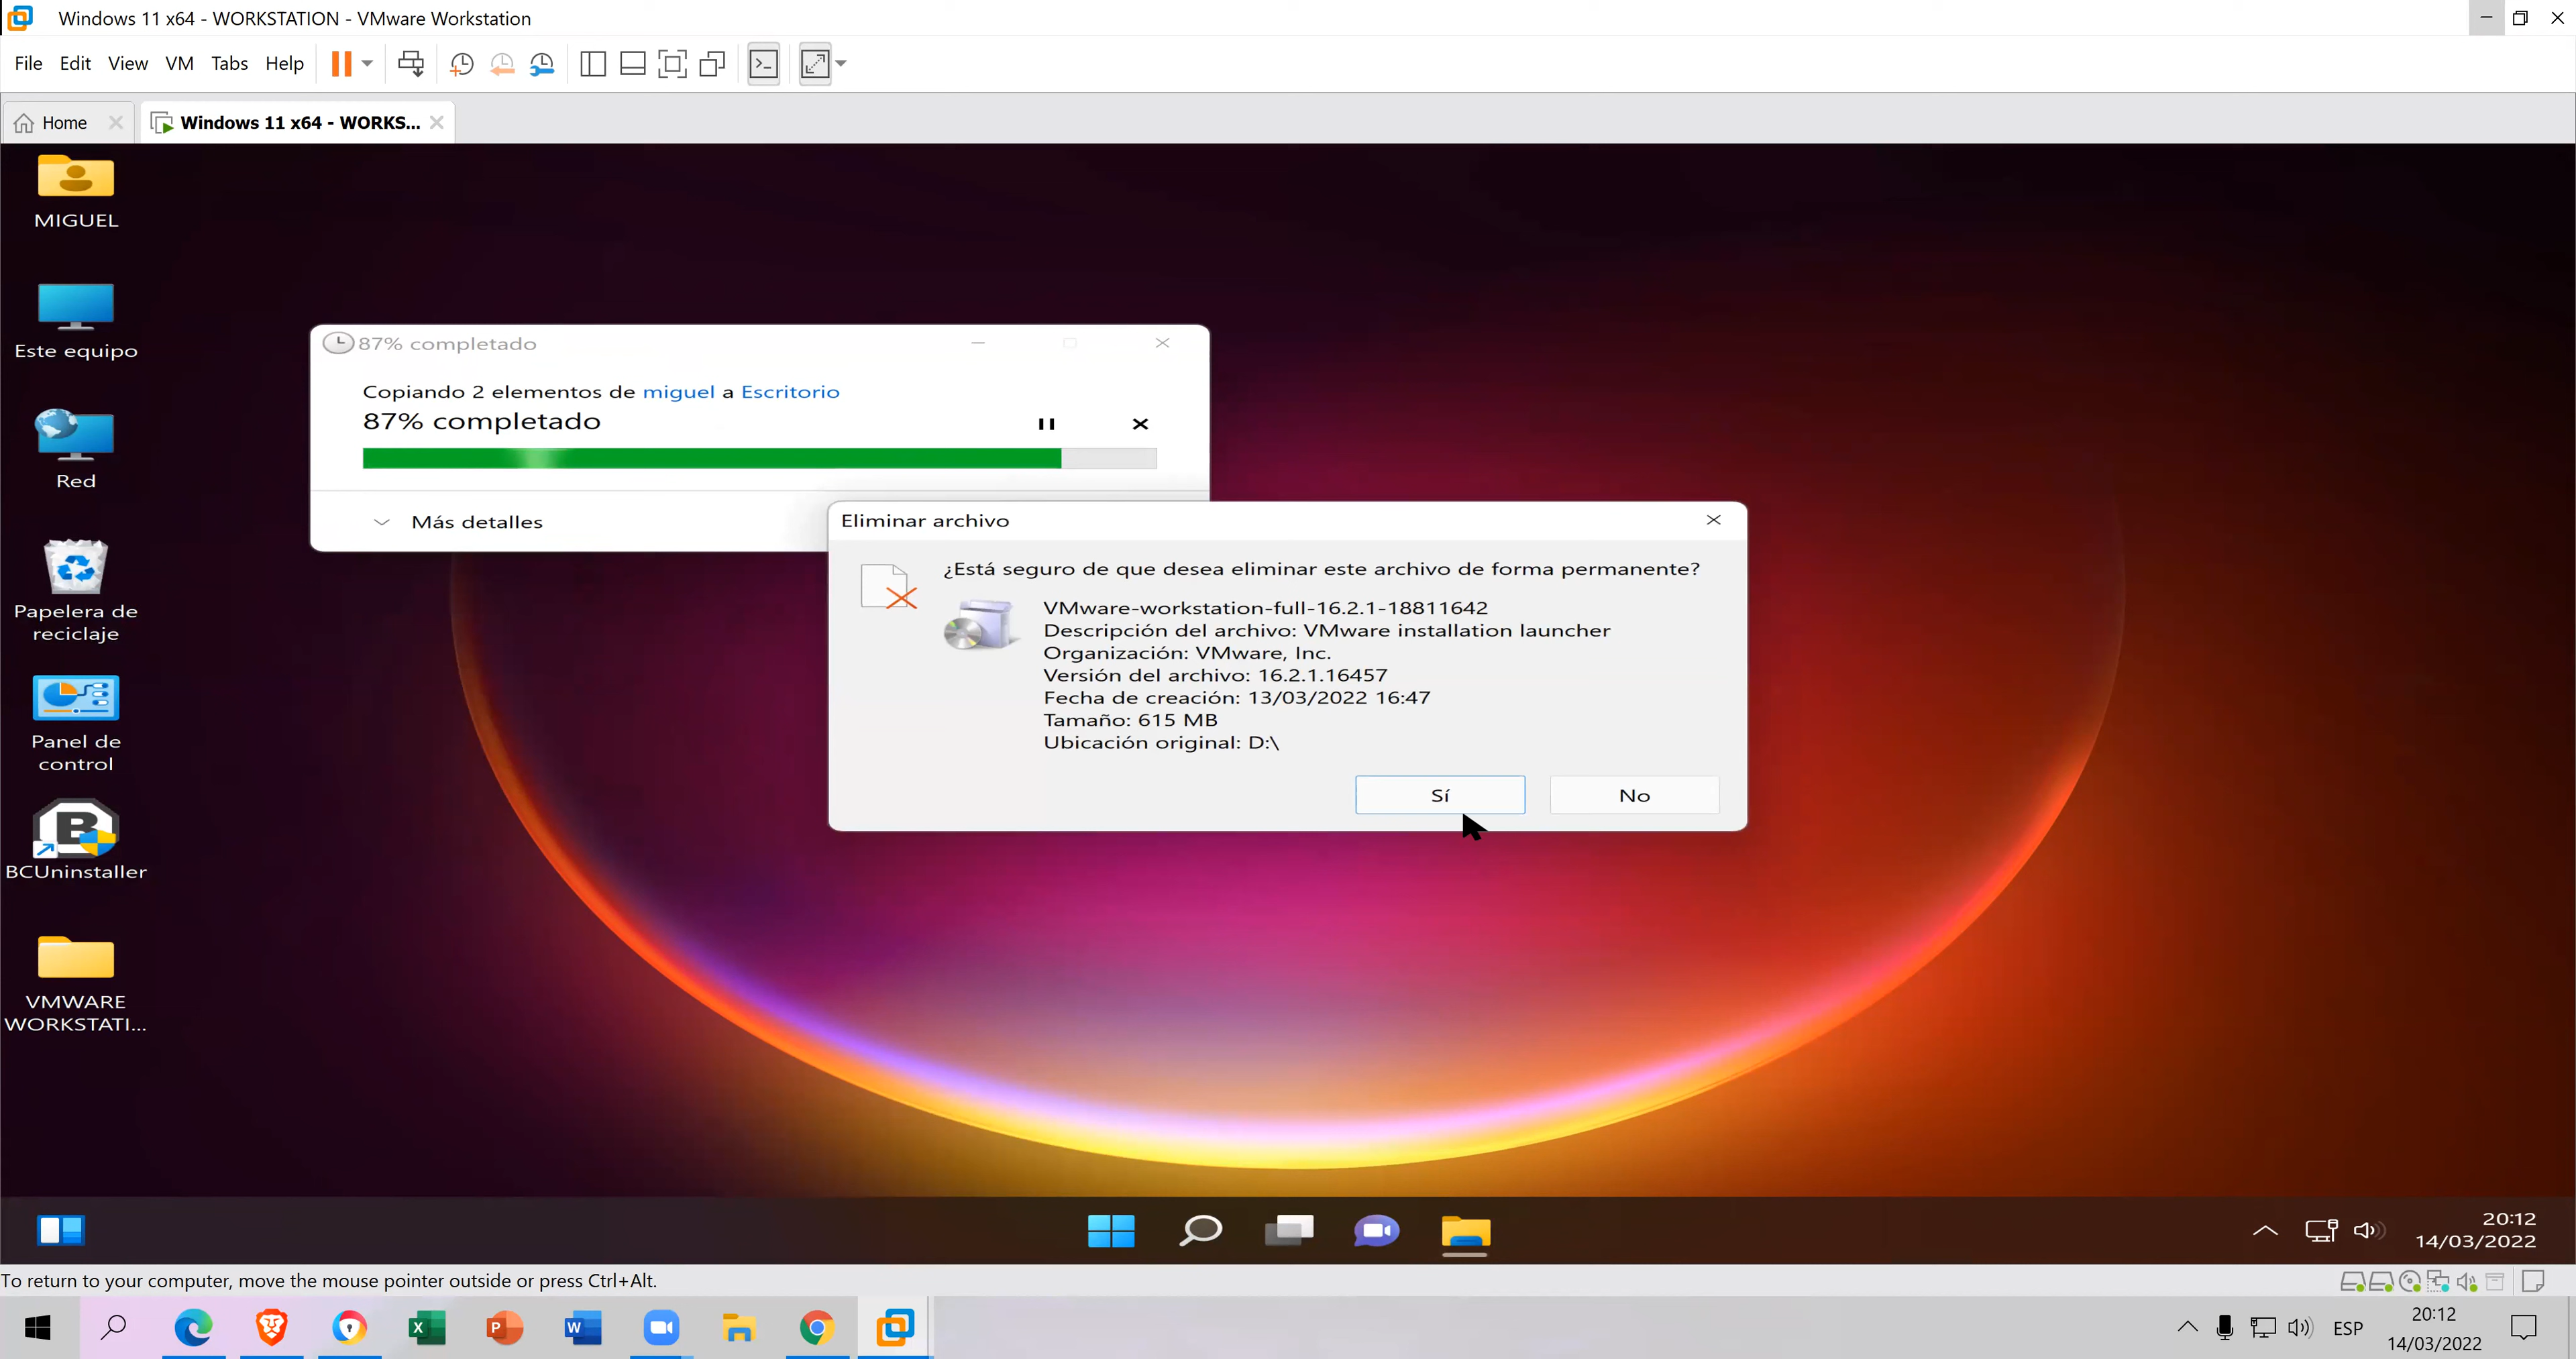 Windows 11 x64 - WORKSTATION - VMware Workstation
File Edit View VM Tabs Help
Home
Windows 11 x64 - WORKS...
MIGUEL
Este equipo
Red
Papelera de
reciclaje
Panel de
control
BCUninstaller
VMWARE
WORKSTATI...
87% completado
Copiando 2 elementos de miguel a Escritorio
87% completado
Más detalles
Eliminar archivo
¿Está seguro de que desea eliminar este archivo de forma permanente?
VMware-workstation-full-16.2.1-18811642
Descripción del archivo: VMware installation launcher
Organización: VMware, Inc.
Versión del archivo: 16.2.1.16457
Fecha de creación: 13/03/2022 16:47
Tamaño: 615 MB
Ubicación original: D:\
Sí
No
20:12
14/03/2022
To return to your computer, move the mouse pointer outside or press Ctrl+Alt.
ESP
20:12
14/03/2022